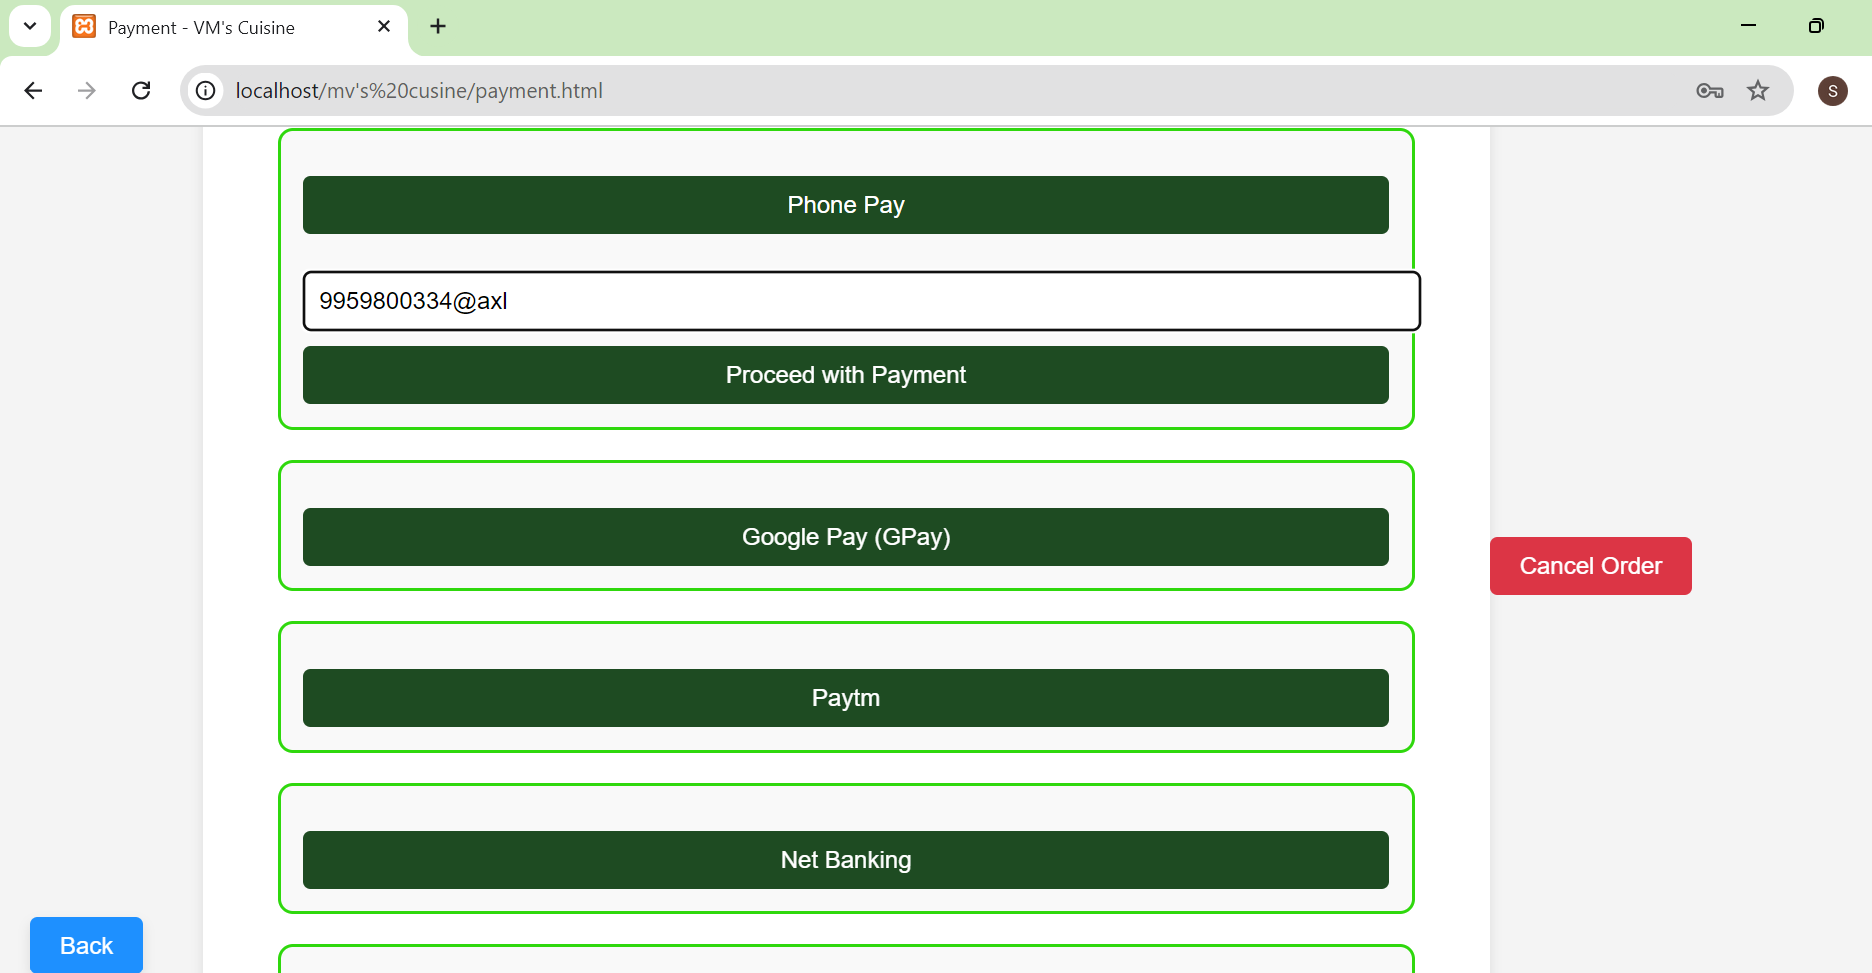 Payment - VM's Cuisine
localhost/mv's%20cusine/payment.html
S
Phone Pay
9959800334@axl
Proceed with Payment
Google Pay (GPay)
Cancel Order
Paytm
Net Banking
Back